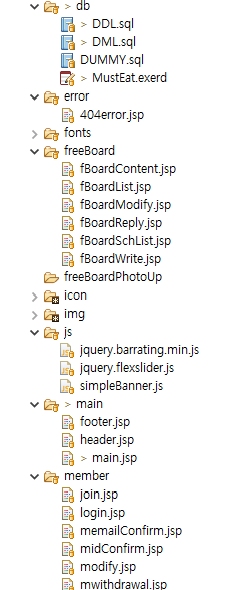 > db
> DDL.sql
> DML.sql
DUMMY.sql
> MustEat.exerd
error
404error.jsp
fonts
freeBoard
fBoardContent.jsp
fBoardList.jsp
fBoardModify.jsp
fBoardReply.jsp
fBoardSchList.jsp
fBoardWrite.jsp
freeBoardPhotoUp
icon
img
js
jquery.barrating.min.js
jquery.flexslider.js
simpleBanner.js
> main
footer.jsp
header.jsp
> main.jsp
member
join.jsp
login.jsp
memailConfirm.jsp
midConfirm.jsp
modify.jsp
mwithdrawal.jsp